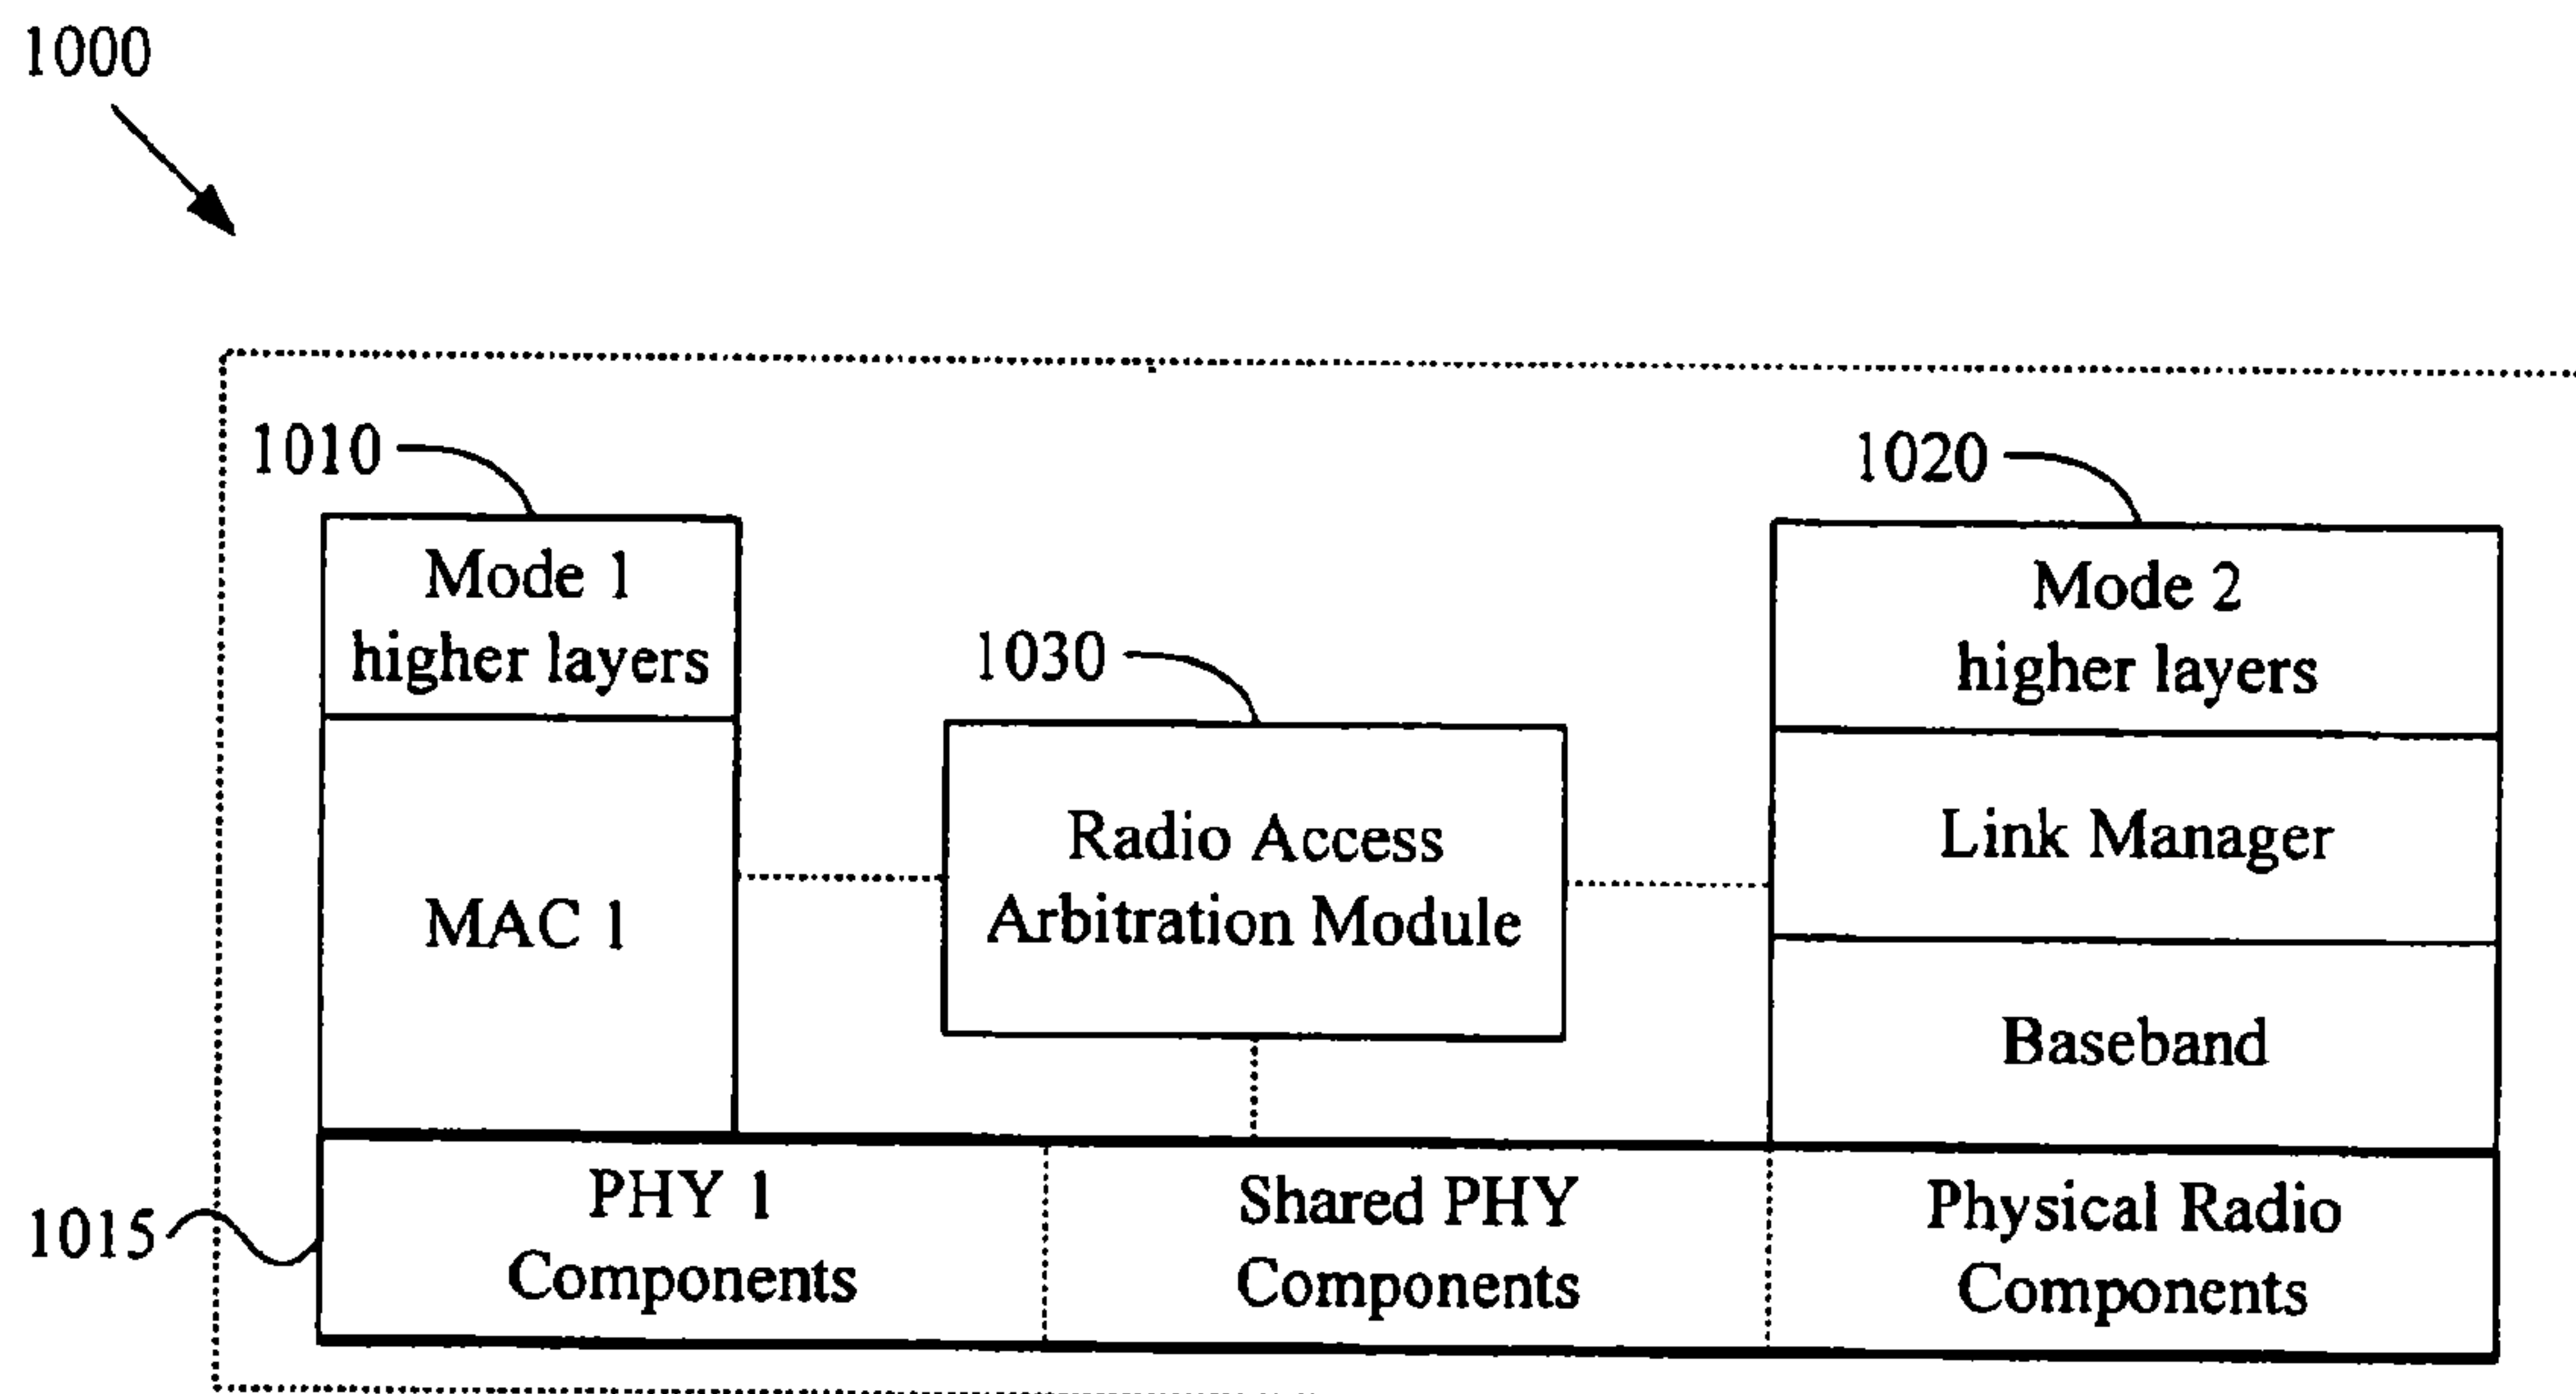 1000
1010
1020
Mode 1
higher layers
Mode 2
higher layers
1030
Radio Access
Arbitration Module
MAC 1
Link Manager
Baseband
1015
PHY 1
Components
Shared PHY
Components
Physical Radio
Components